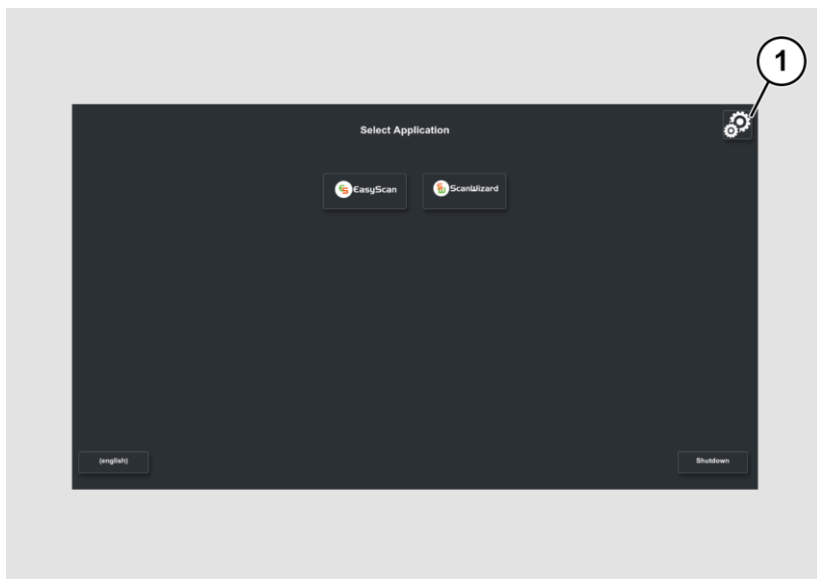 1
Select Application
EasyScan
ScanWizard
(english)
Shutdown